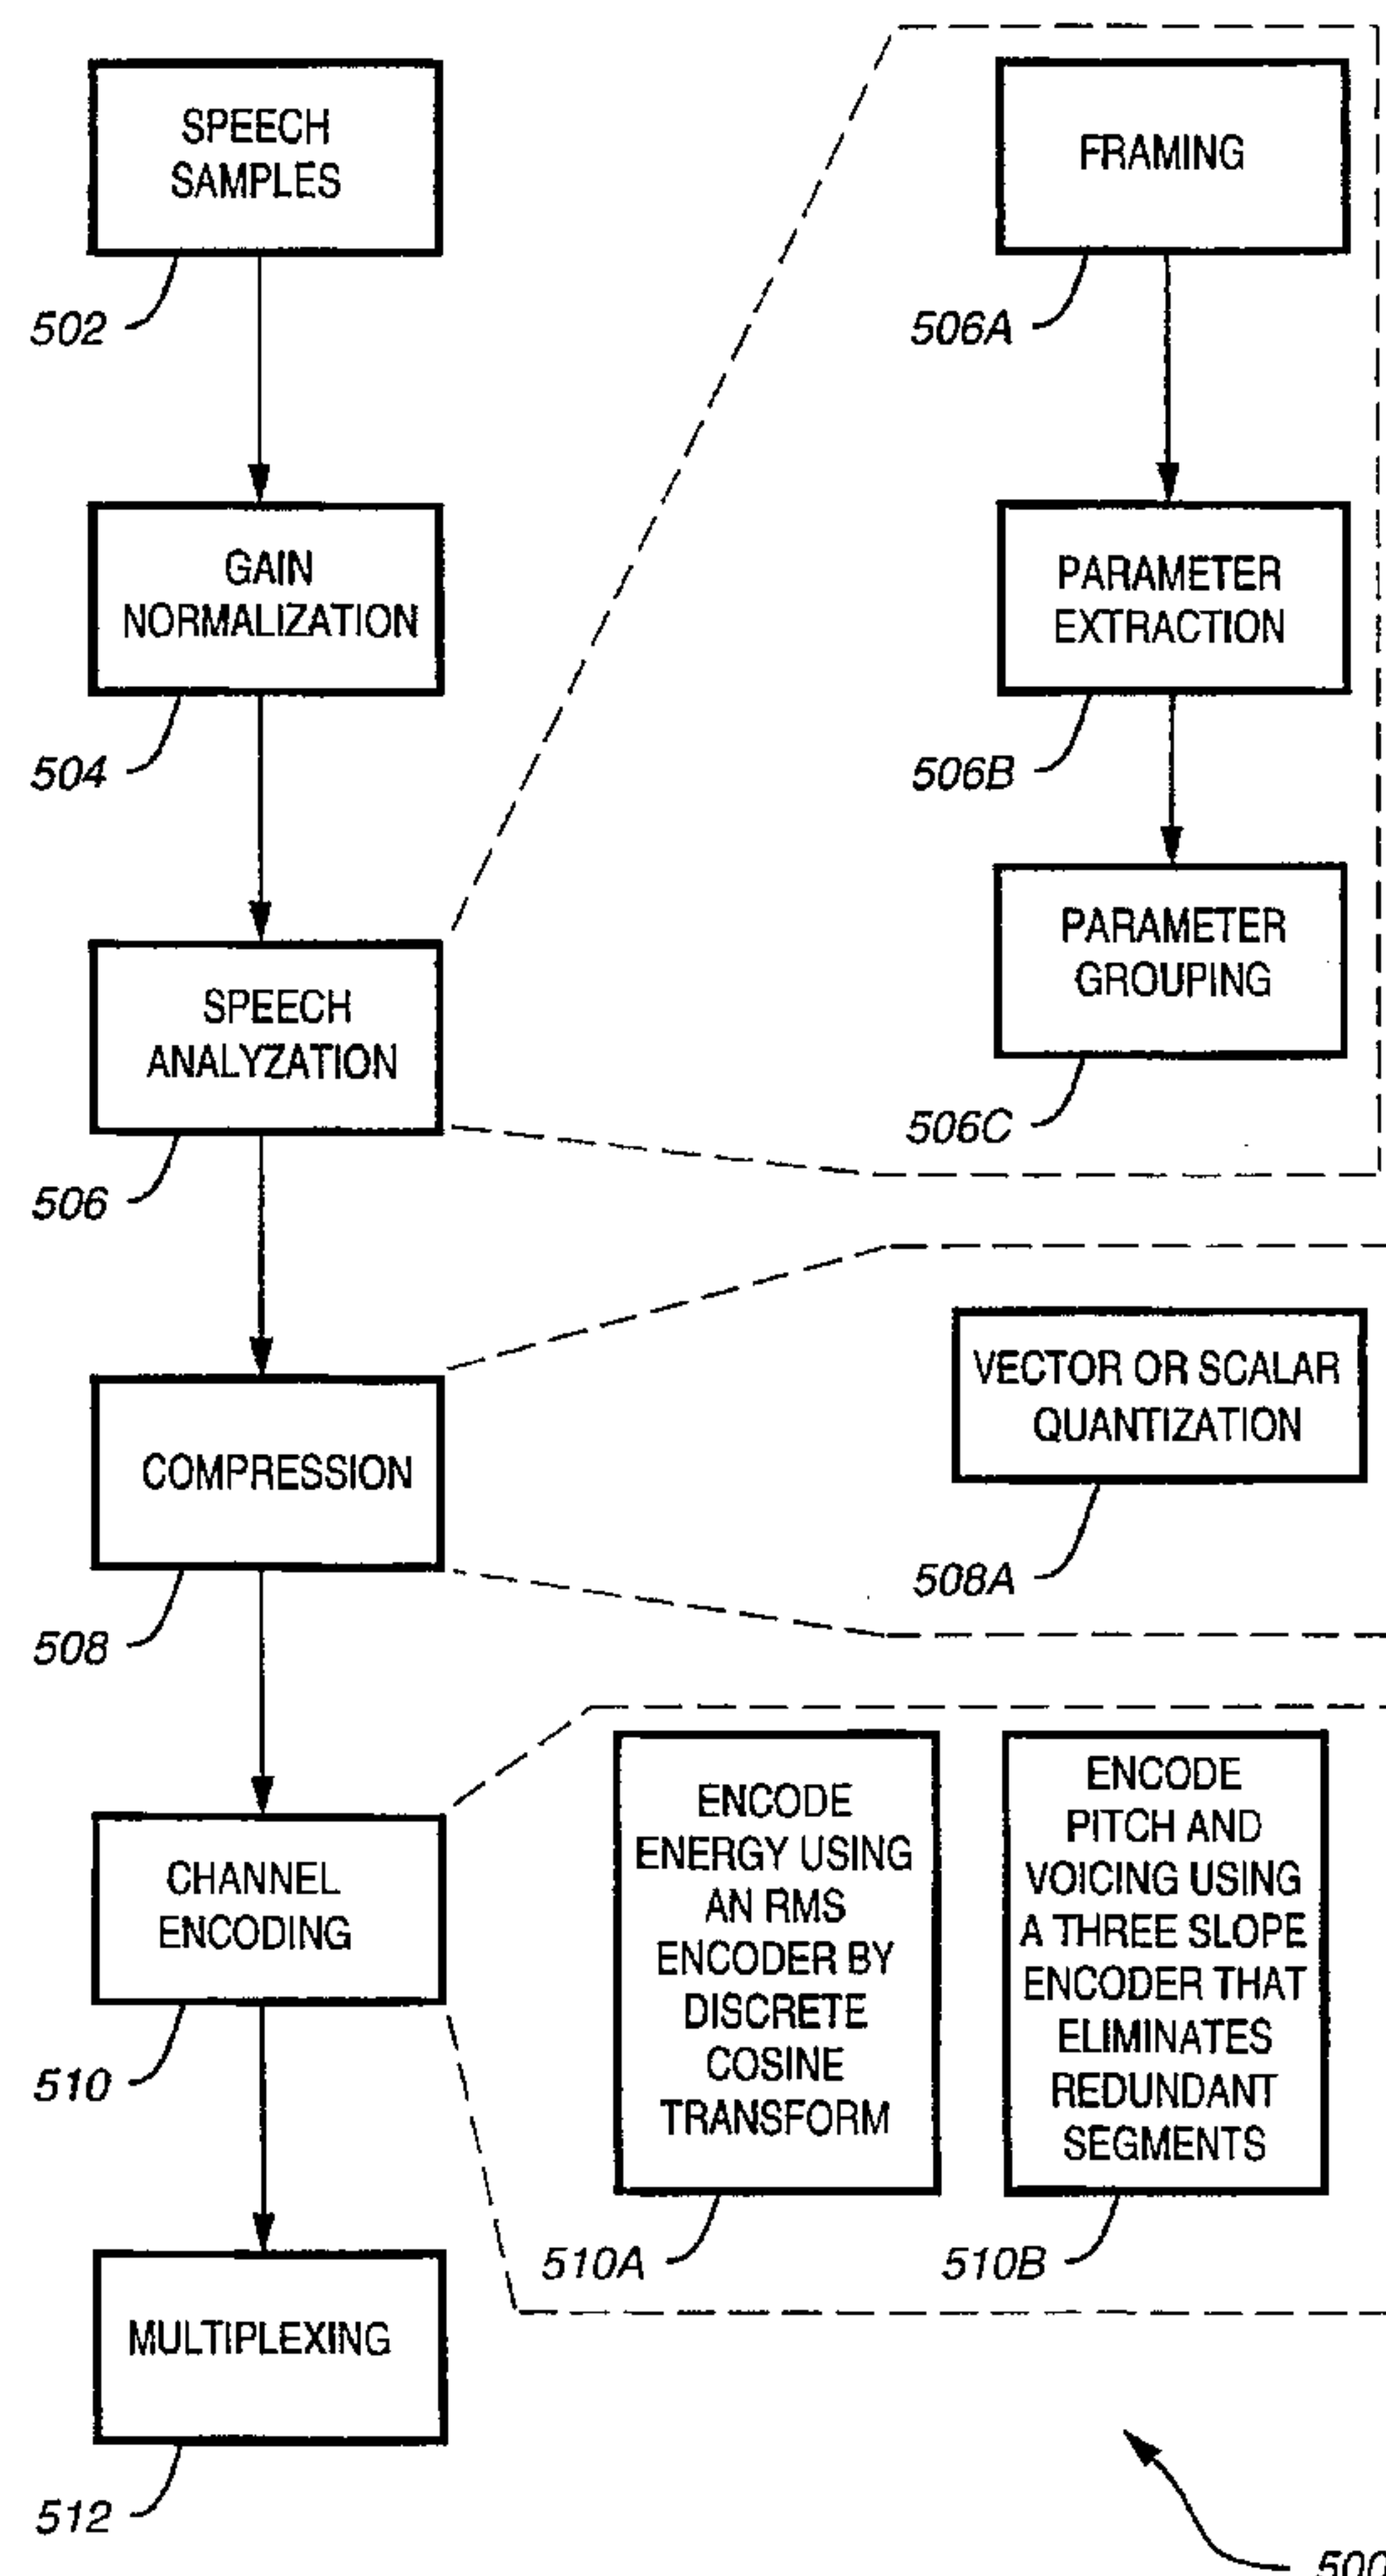 SPEECH
SAMPLES
502
GAIN
NORMALIZATION
504
SPEECH
ANALYZATION
506
COMPRESSION
508
CHANNEL
ENCODING
510
MULTIPLEXING
512
FRAMING
506A
PARAMETER
EXTRACTION
506B
PARAMETER
GROUPING
506C
VECTOR OR SCALAR
QUANTIZATION
508A
ENCODE
ENERGY USING
AN RMS
ENCODER BY
DISCRETE
COSINE
TRANSFORM
510A
ENCODE
PITCH AND
VOICING USING
A THREE SLOPE
ENCODER THAT
ELIMINATES
REDUNDANT
SEGMENTS
510B
500